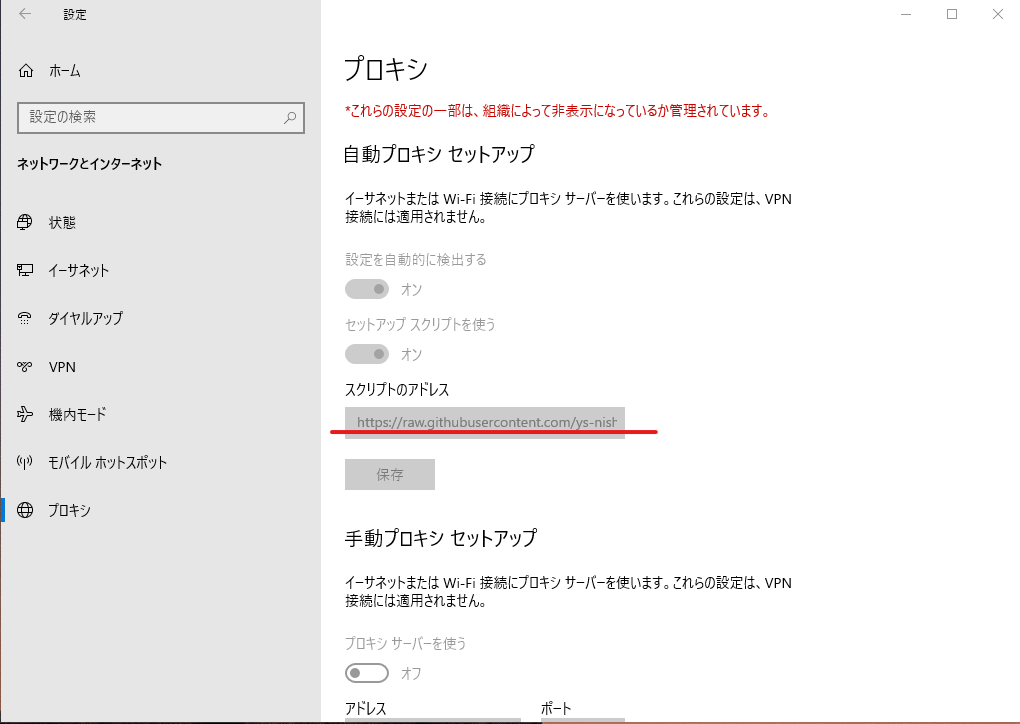 設定
ホーム
設定の検索
ネットワークとインターネット
状態
イーサネット
ダイヤルアップ
VPN
機内モード
モバイル ホットスポット
プロキシ
プロキシ
*これらの設定の一部は、組織によって非表示になっているか管理されています。
自動プロキシ セットアップ
イーサネットまたは Wi-Fi 接続にプロキシ サーバーを使います。これらの設定は、VPN
接続には適用されません。
設定を自動的に検出する
オン
セットアップ スクリプトを使う
オン
スクリプトのアドレス
https://raw.githubusercontent.com/ys-nish
保存
手動プロキシ セットアップ
イーサネットまたは Wi-Fi 接続にプロキシ サーバーを使います。これらの設定は、VPN
接続には適用されません。
プロキシ サーバーを使う
オフ
アドレス ポート